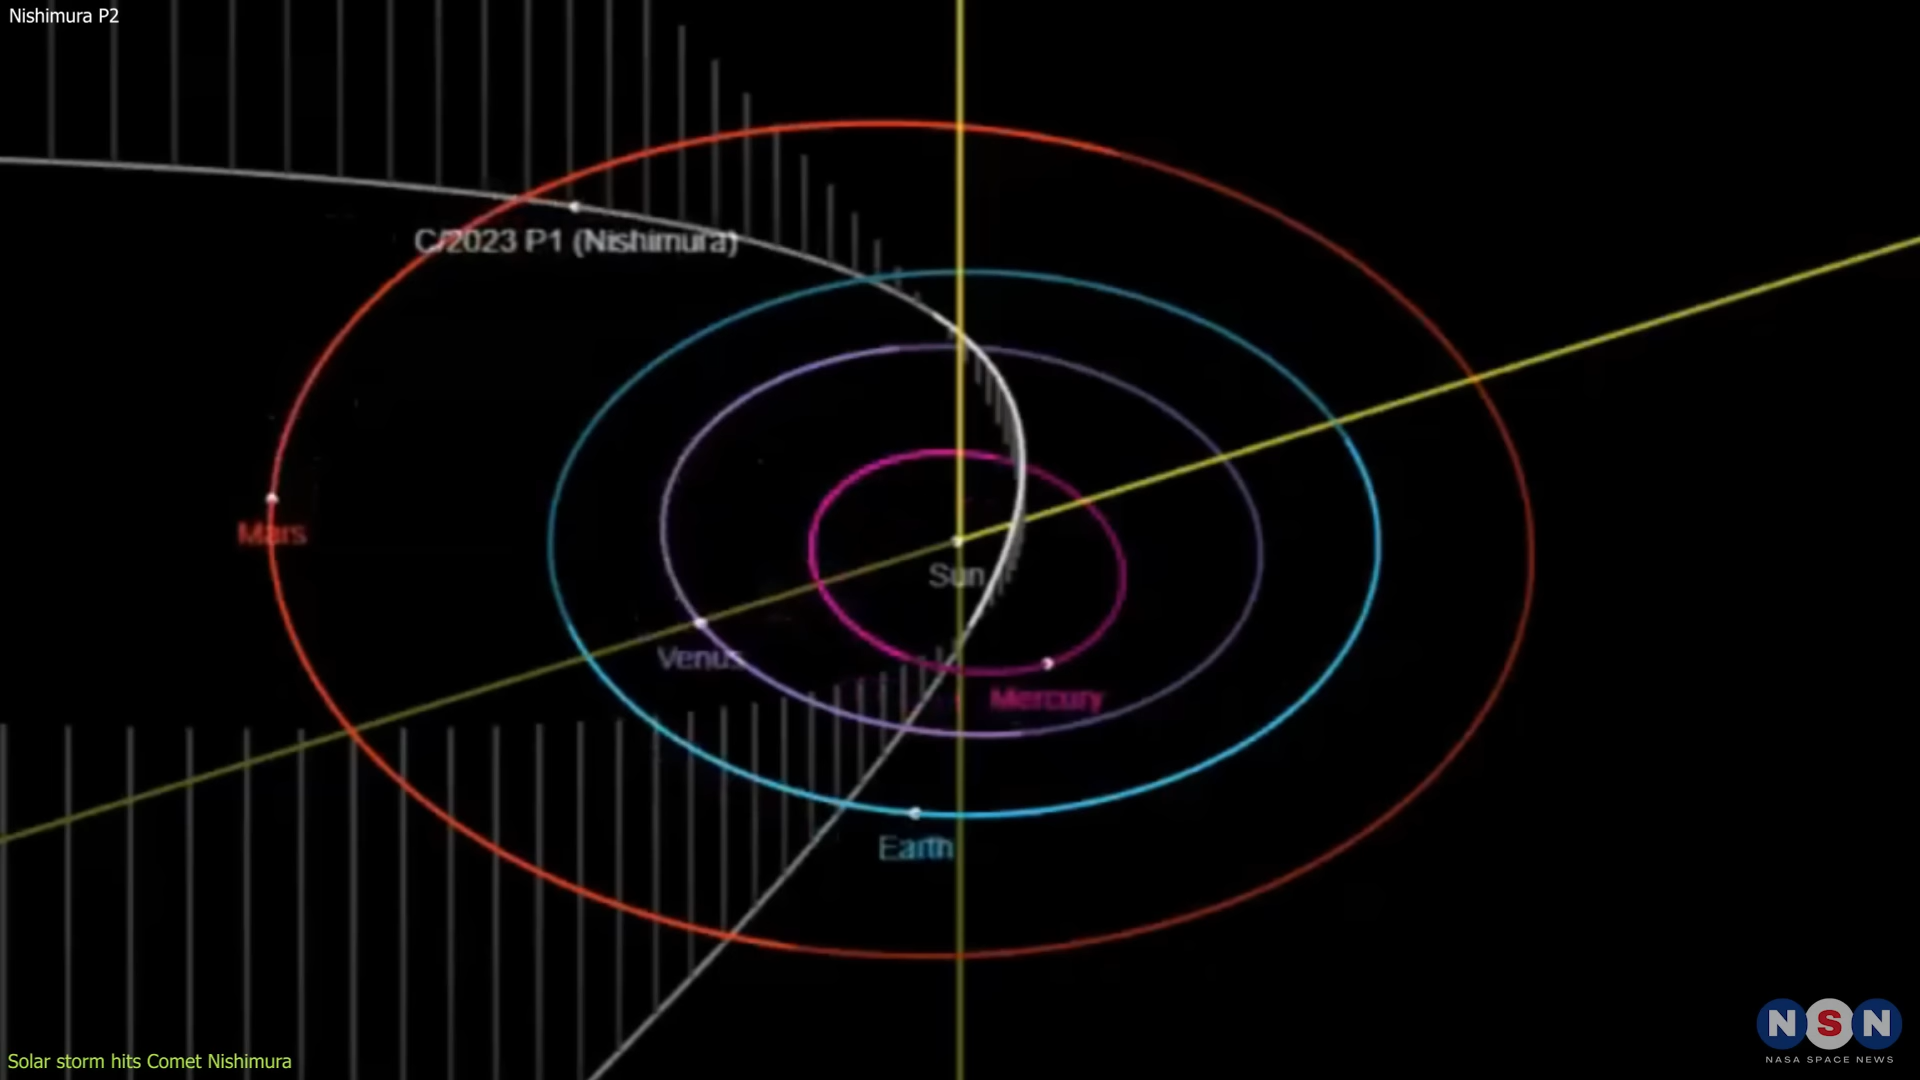 Nishimura P2
C/2023 P1 (Nishimura)
Mars
Sun
Venus
Mercury
Earth
NSN
NASA SPACE NEWS
Solar storm hits Comet Nishimura